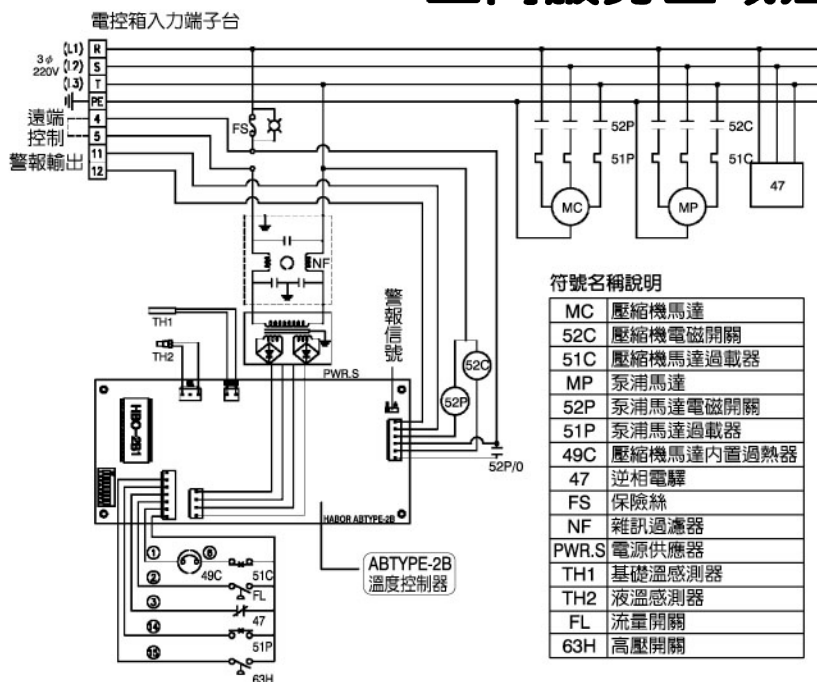 電控箱入力端子台
3φ 220V
(L1) R
(L2) S
(L3) T
PE
遠端控制
4
5
警報輸出
11
12
FS
52P
51P
52C
51C
MC
MP
47
NF
TH1
TH2
PWR.S
警報信號
52C
52P
52P/0
HBO-2S1
HABOR ABTYPE-2B
ABTYPE-2B
溫度控制器
① ⑧
49C
51C
②
FL
③
47
⑭
51P
⑮
63H
符號名稱說明
MC 壓縮機馬達
52C 壓縮機電磁開關
51C 壓縮機馬達過載器
MP 泵浦馬達
52P 泵浦馬達電磁開關
51P 泵浦馬達過載器
49C 壓縮機馬達內置過熱器
47 逆相電驛
FS 保險絲
NF 雜訊過濾器
PWR.S 電源供應器
TH1 基礎溫感測器
TH2 液溫感測器
FL 流量開關
63H 高壓開關